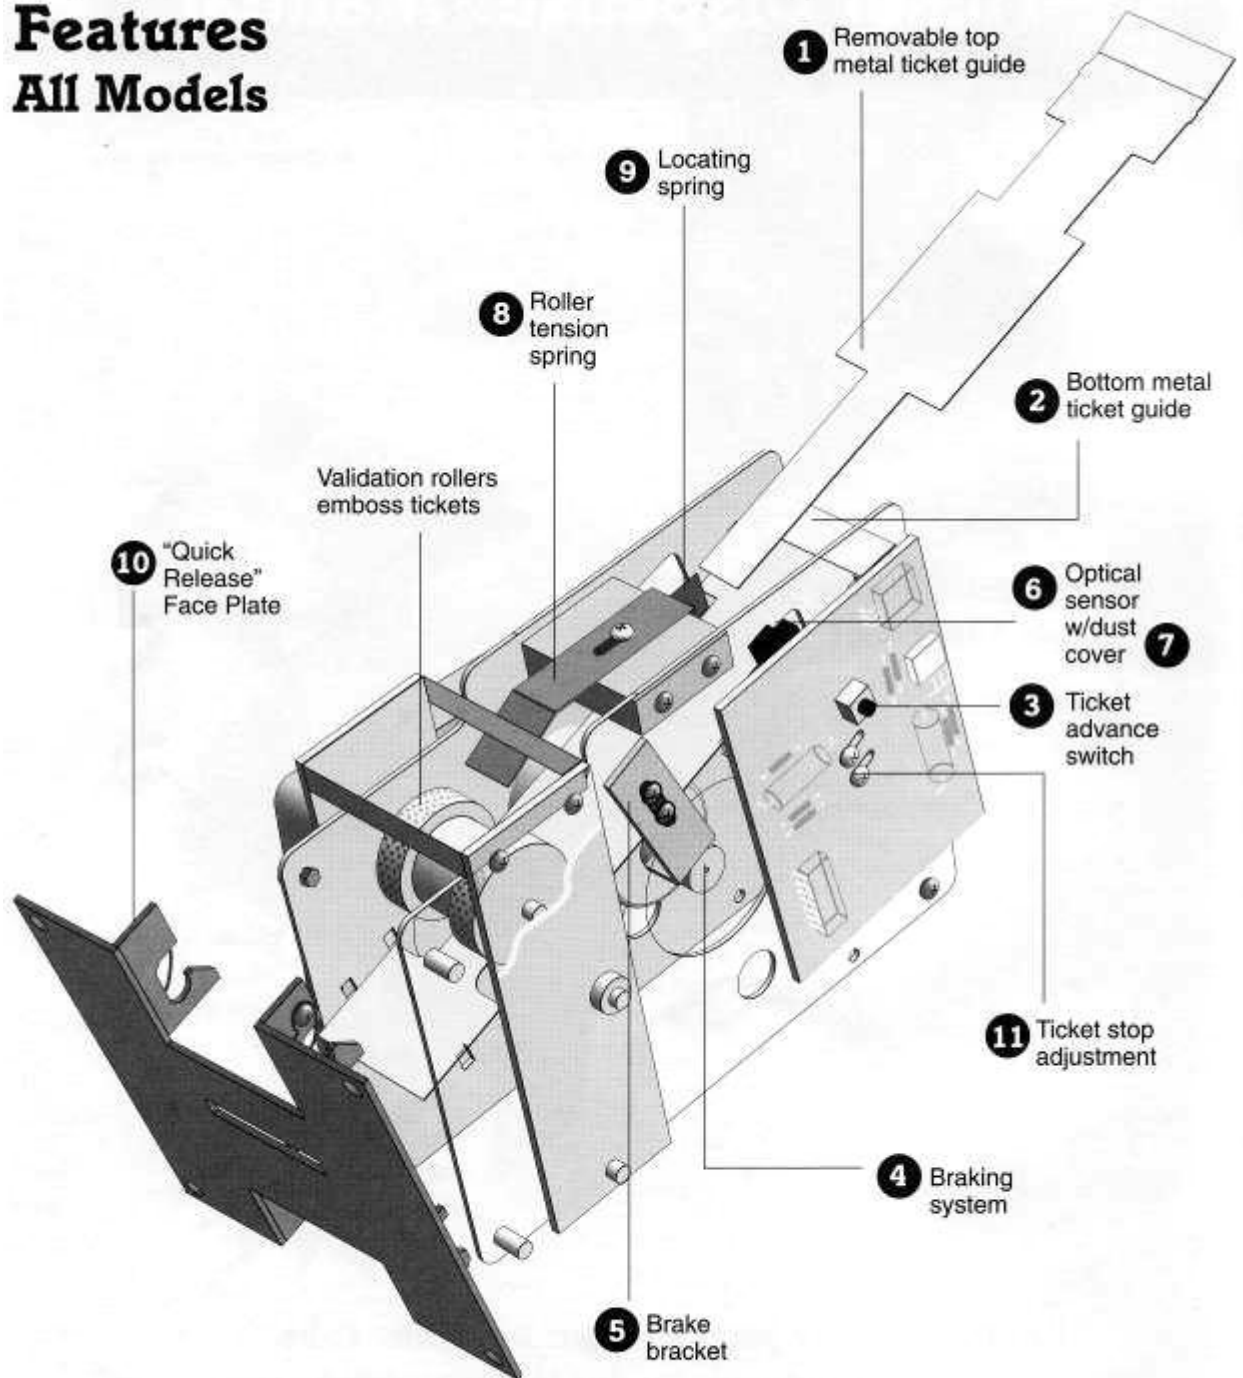 Features
All Models
1 Removable top
metal ticket guide
9 Locating
spring
8 Roller
tension
spring
2 Bottom metal
ticket guide
Validation rollers
emboss tickets
10 “Quick
Release”
Face Plate
6 Optical
sensor
w/dust
cover 7
3 Ticket
advance
switch
11 Ticket stop
adjustment
4 Braking
system
5 Brake
bracket